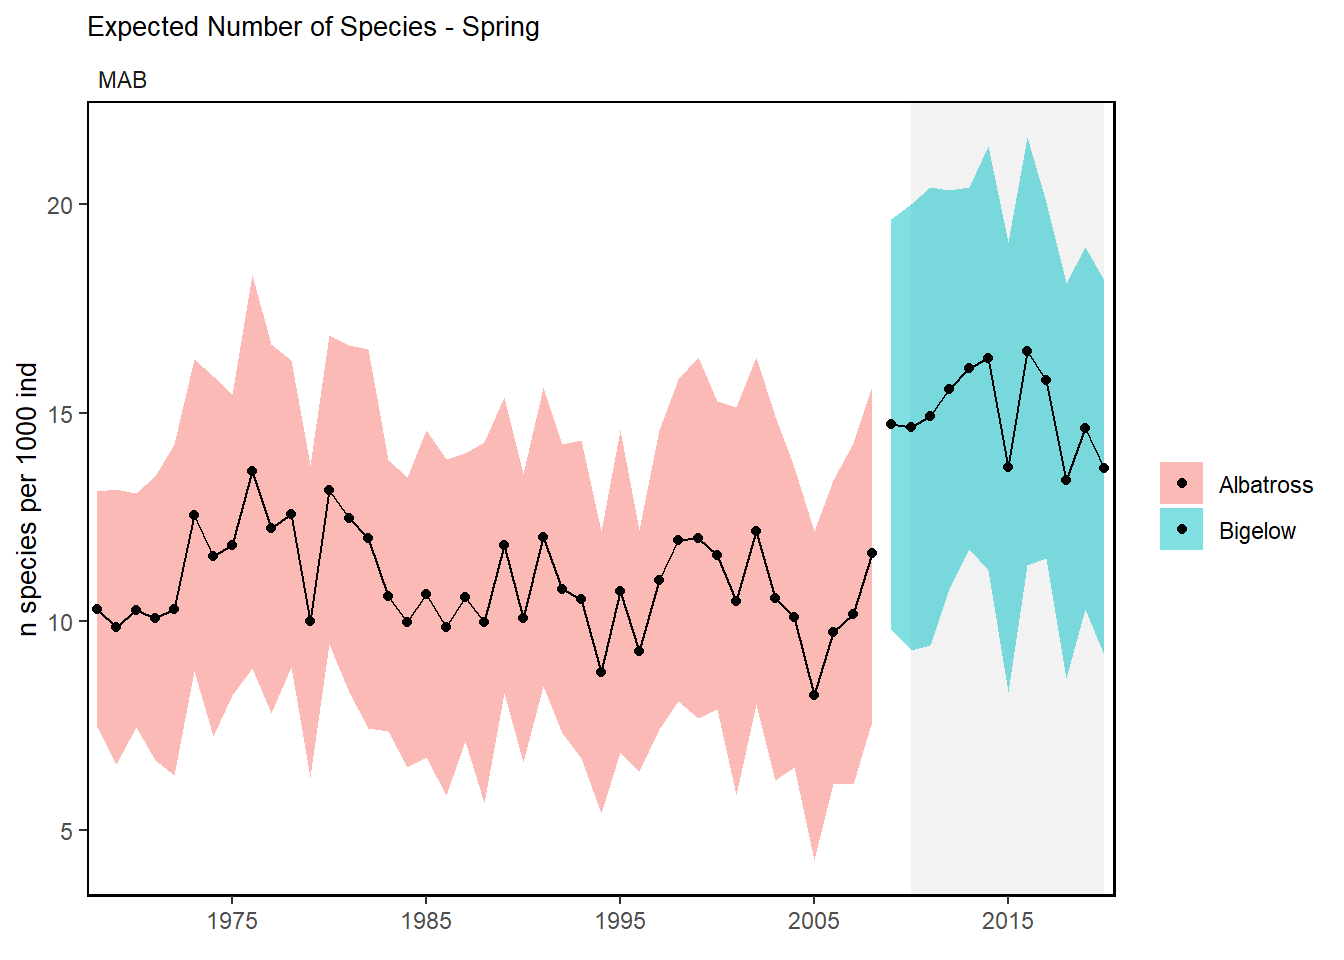 Expected Number of Species - Spring
MAB
n species per 1000 ind
20
15
10
5
1975
1985
1995
2005
2015
Albatross
Bigelow